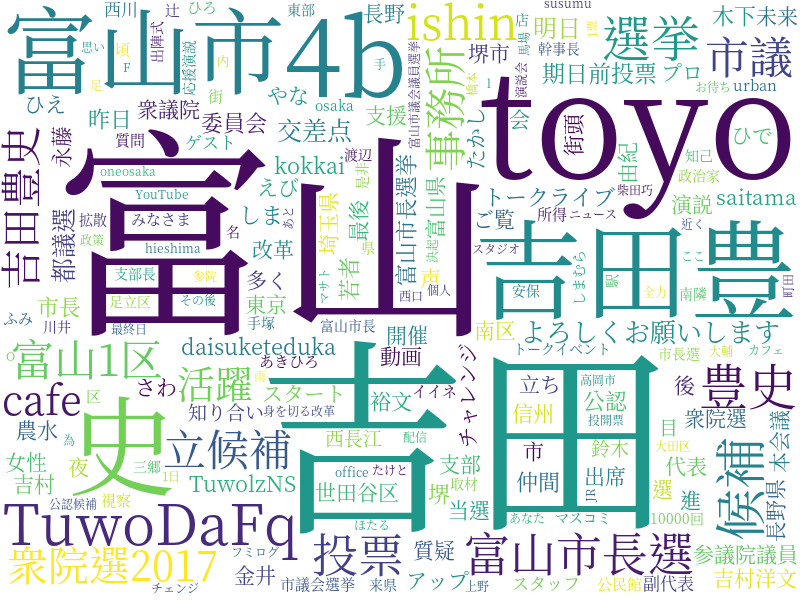 西川
辻
ひろ
東部
ishin
susumu
店
1票
長野
明日
木下未来
富山市
4b
選挙
市議
思い
頃
F
出陣式
応援演説
手
内
足
幹事長
馬場
堺市
期日前投票
プロ
ひえ
衆議院
街
osaka
やな
支援
富山市議会議員選挙
橋本
l
演説会
お待ち
urban
昨日
委員会
交差点
事務所
toyo
吉田豊史
永藤
質問
ゲスト
oneosaka
kokkai
渡辺
是非
たかし
会
街頭
ひで
YouTube
えび
富山
富山市長選挙
富山県
由紀
柴田巧
知己
政治家
トークライブ
saitama
都議選
拡散
あと
みなさま
しま
埼玉県
最後
決起
ご覧
所得
ニュース
演説
政策
hieshima
名
改革
県
若者
声
スタジオ
近く
支部長
参院
マサト
吉田
豊
市長
足立区
その後
東京
西口
個人
安保
しまむら
駅
ここ
町田
ふみ
川井
手塚
南区
南隣
全力
最終日
富山市長
開催
よろしくお願いします
o
富山1区
daisuketeduka
動画
トークイベント
市長選
大輔
カフェ
あきひろ
チャレンジ
cafe
区
さわ
活躍
スタート
雨
イイネ
立ち
高岡市
公認
後
豊史
農水
為
史
知り合い
身を切る改革
裕文
信州
投開票
衆院選
女性
夜
三郷
立候補
西長江
配信
市
鈴木
目
候補
本会議
吉村
1日
TuwolzNS
office
たけと
支部
仲間
出席
代表
大田区
長野県
公認候補
視察
世田谷区
堺
取材
JR
選
進
TuwoDaFq
ほたる
当選
あなた
マスコミ
10000回
衆院選2017
フミログ
投票
質疑
富山市長選
参議院議員
チェンジ
金井
市議会選挙
来県
アップ
上野
スタッフ
公民館
副代表
吉村洋文